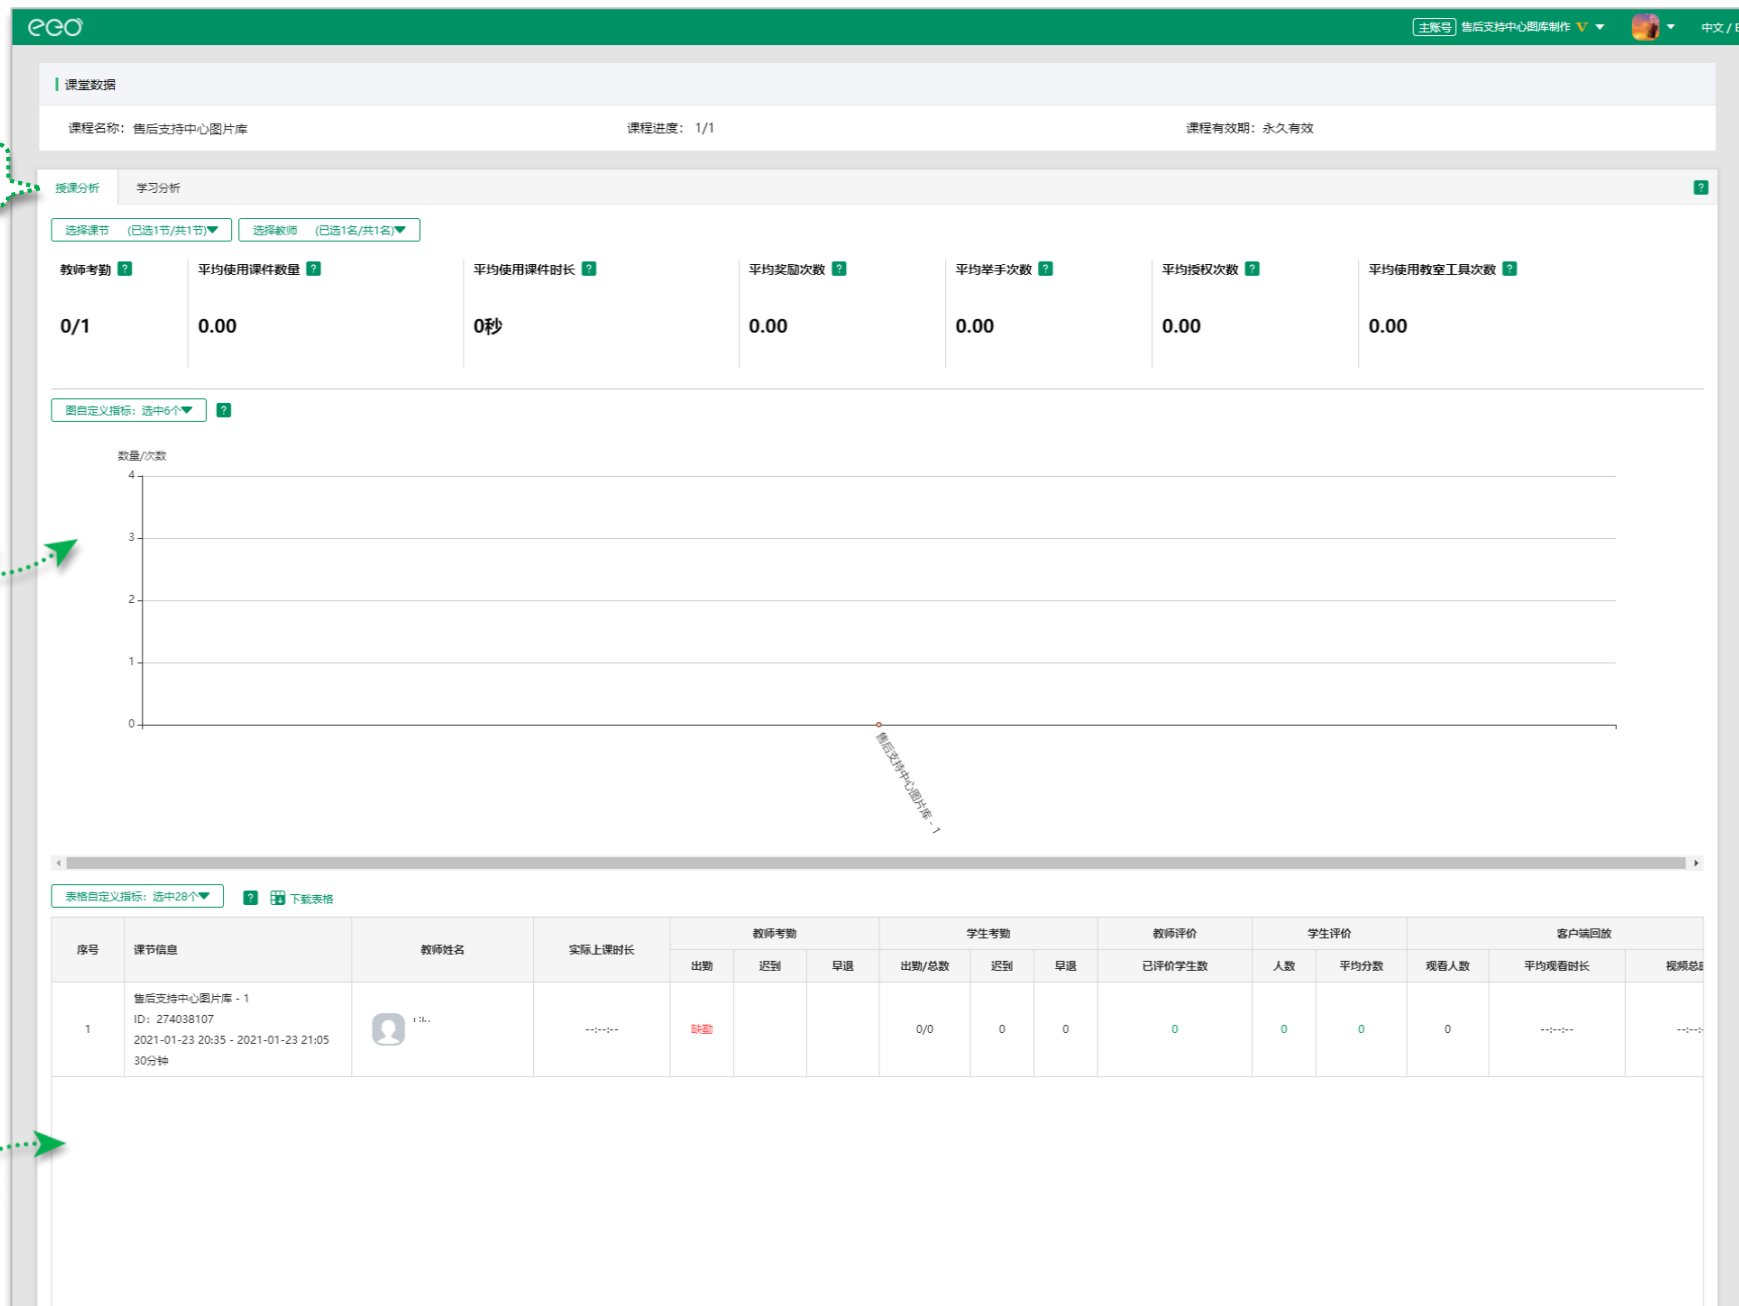 eeo
主账号 售后支持中心图库制作 V
中文 /
课堂数据
课程名称：售后支持中心图片库 课程进度：1/1 课程有效期：永久有效
授课分析 学习分析 ?
选择课节 (已选1节/共1节) 选择教师 (已选1名/共1名)
教师考勤 ? 平均使用课件数量 ? 平均使用课件时长 ? 平均奖励次数 ? 平均举手次数 ? 平均授权次数 ? 平均使用教室工具次数 ?
0/1 0.00 0秒 0.00 0.00 0.00 0.00
图自定义指标：选中6个 ?
数量/次数
4
3
2
1
0
售后支持中心图片库 - 1
表格自定义指标：选中28个 ? 下载表格
序号 课节信息 教师姓名 实际上课时长 教师考勤 学生考勤 教师评价 学生评价 客户端回放
出勤 迟到 早退 出勤/总数 迟到 早退 已评价学生数 人数 平均分数 观看人数 平均观看时长 视频总
售后支持中心图片库 - 1
ID：274038107
1 --:--:-- 缺勤 0/0 0 0 0 0 0 0 --:--:-- --:--:
2021-01-23 20:35 - 2021-01-23 21:05
30分钟